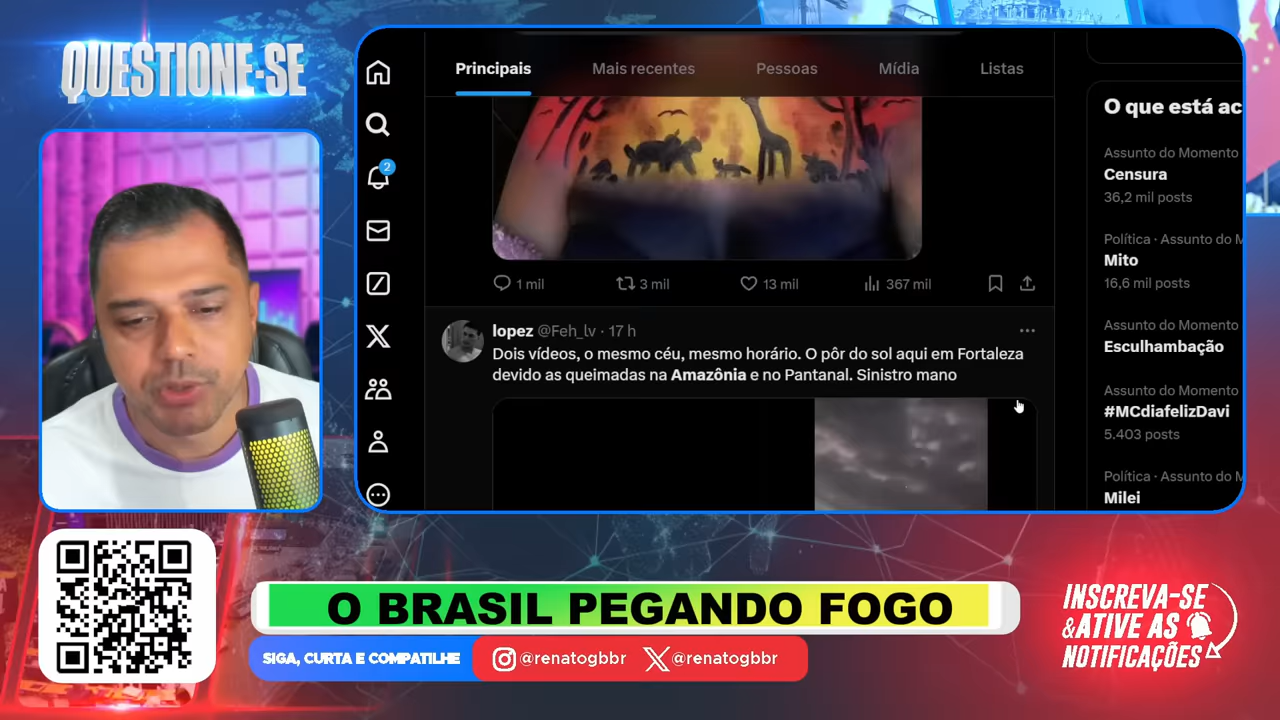 QUESTIONE-SE
Principais
Mais recentes
Pessoas
Mídia
Listas
2
1 mil
3 mil
13 mil
367 mil
lopez @Feh_lv · 17 h
Dois vídeos, o mesmo céu, mesmo horário. O pôr do sol aqui em Fortaleza
devido as queimadas na Amazônia e no Pantanal. Sinistro mano
O que está ac
Assunto do Momento
Censura
36,2 mil posts
Política · Assunto do M
Mito
16,6 mil posts
Assunto do Momento
Esculhambação
Assunto do Momento
#MCdiafelizDavi
5.403 posts
Política · Assunto do M
Milei
O BRASIL PEGANDO FOGO
SIGA, CURTA E COMPATILHE
@renatogbbr
@renatogbbr
INSCREVA-SE
&ATIVE AS
NOTIFICAÇÕES